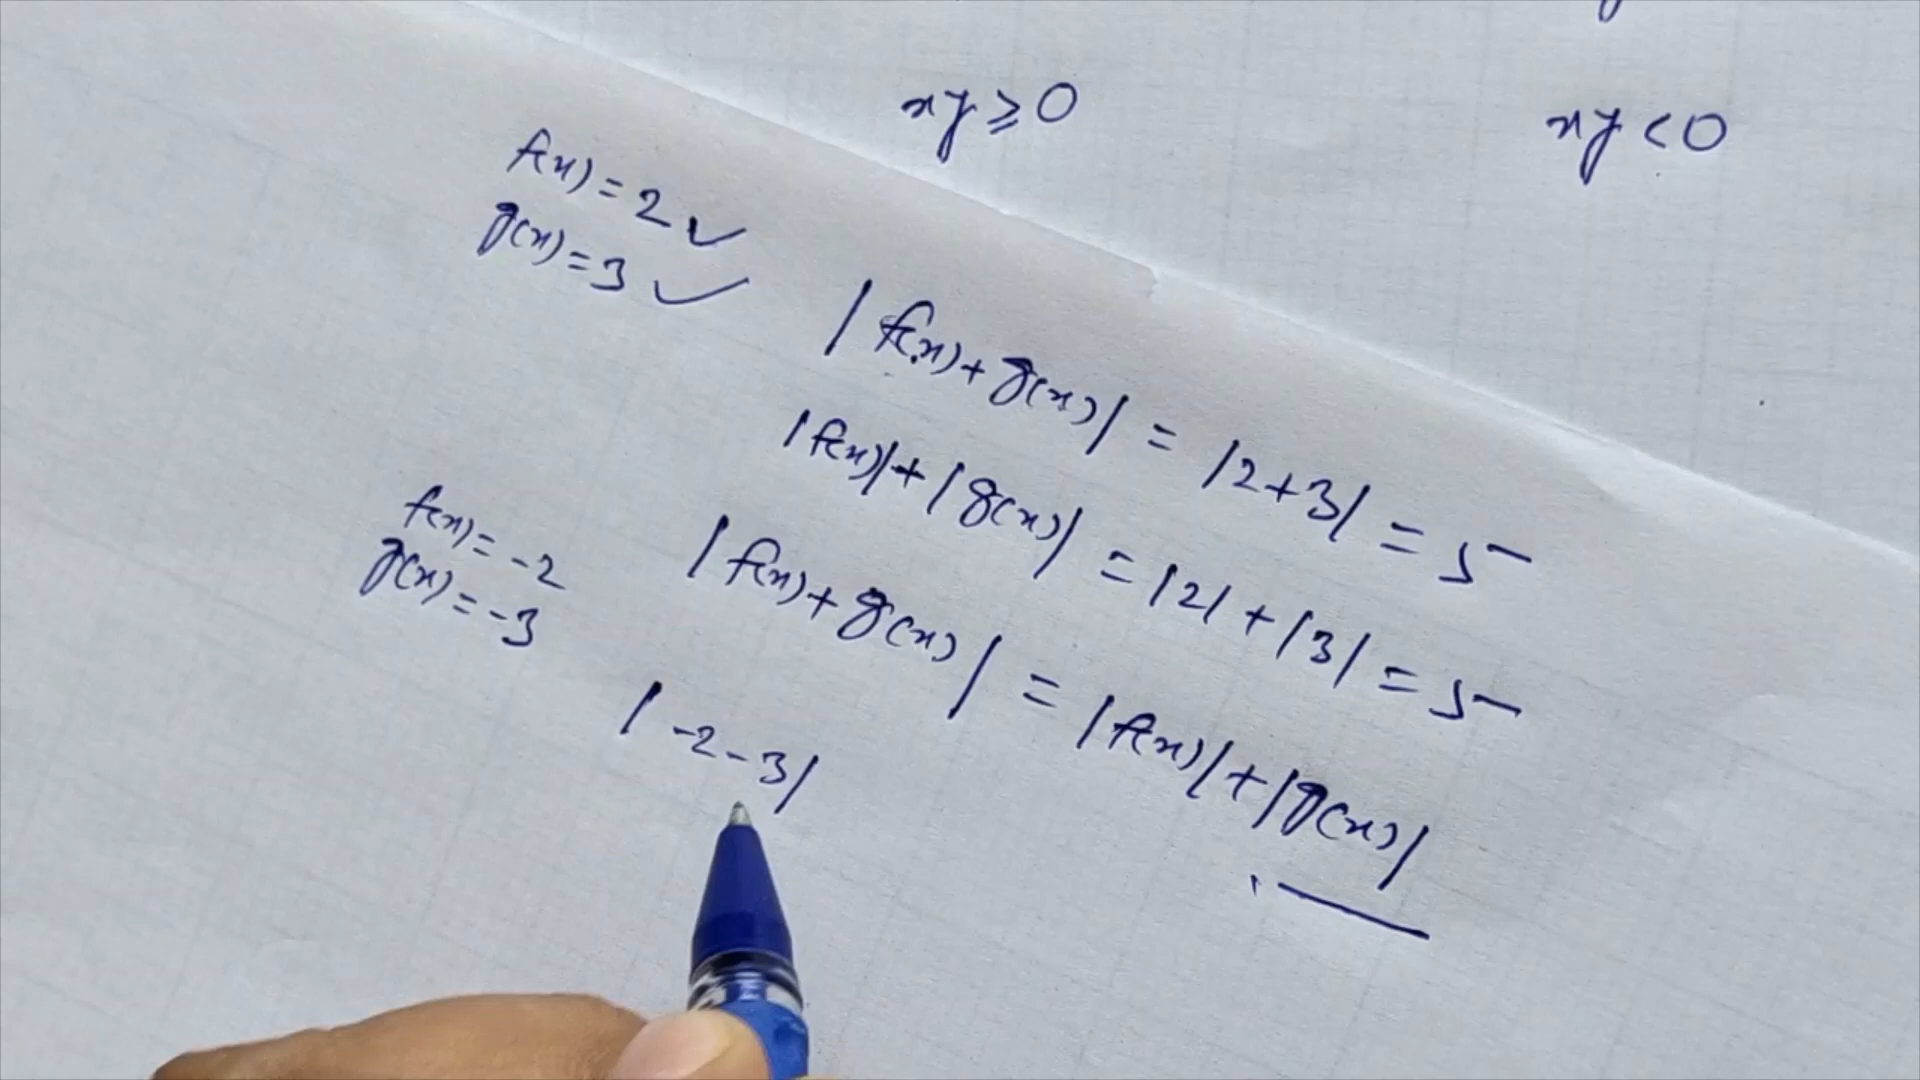 xy ≥ 0
xy < 0
f(x) = 2 ✓
g(x) = 3 ✓
|f(x) + g(x)| = |2+3| = 5
|f(x)| + |g(x)| = |2| + |3| = 5
f(x) = -2
g(x) = -3
|f(x) + g(x)| = |f(x)| + |g(x)|
|-2-3|